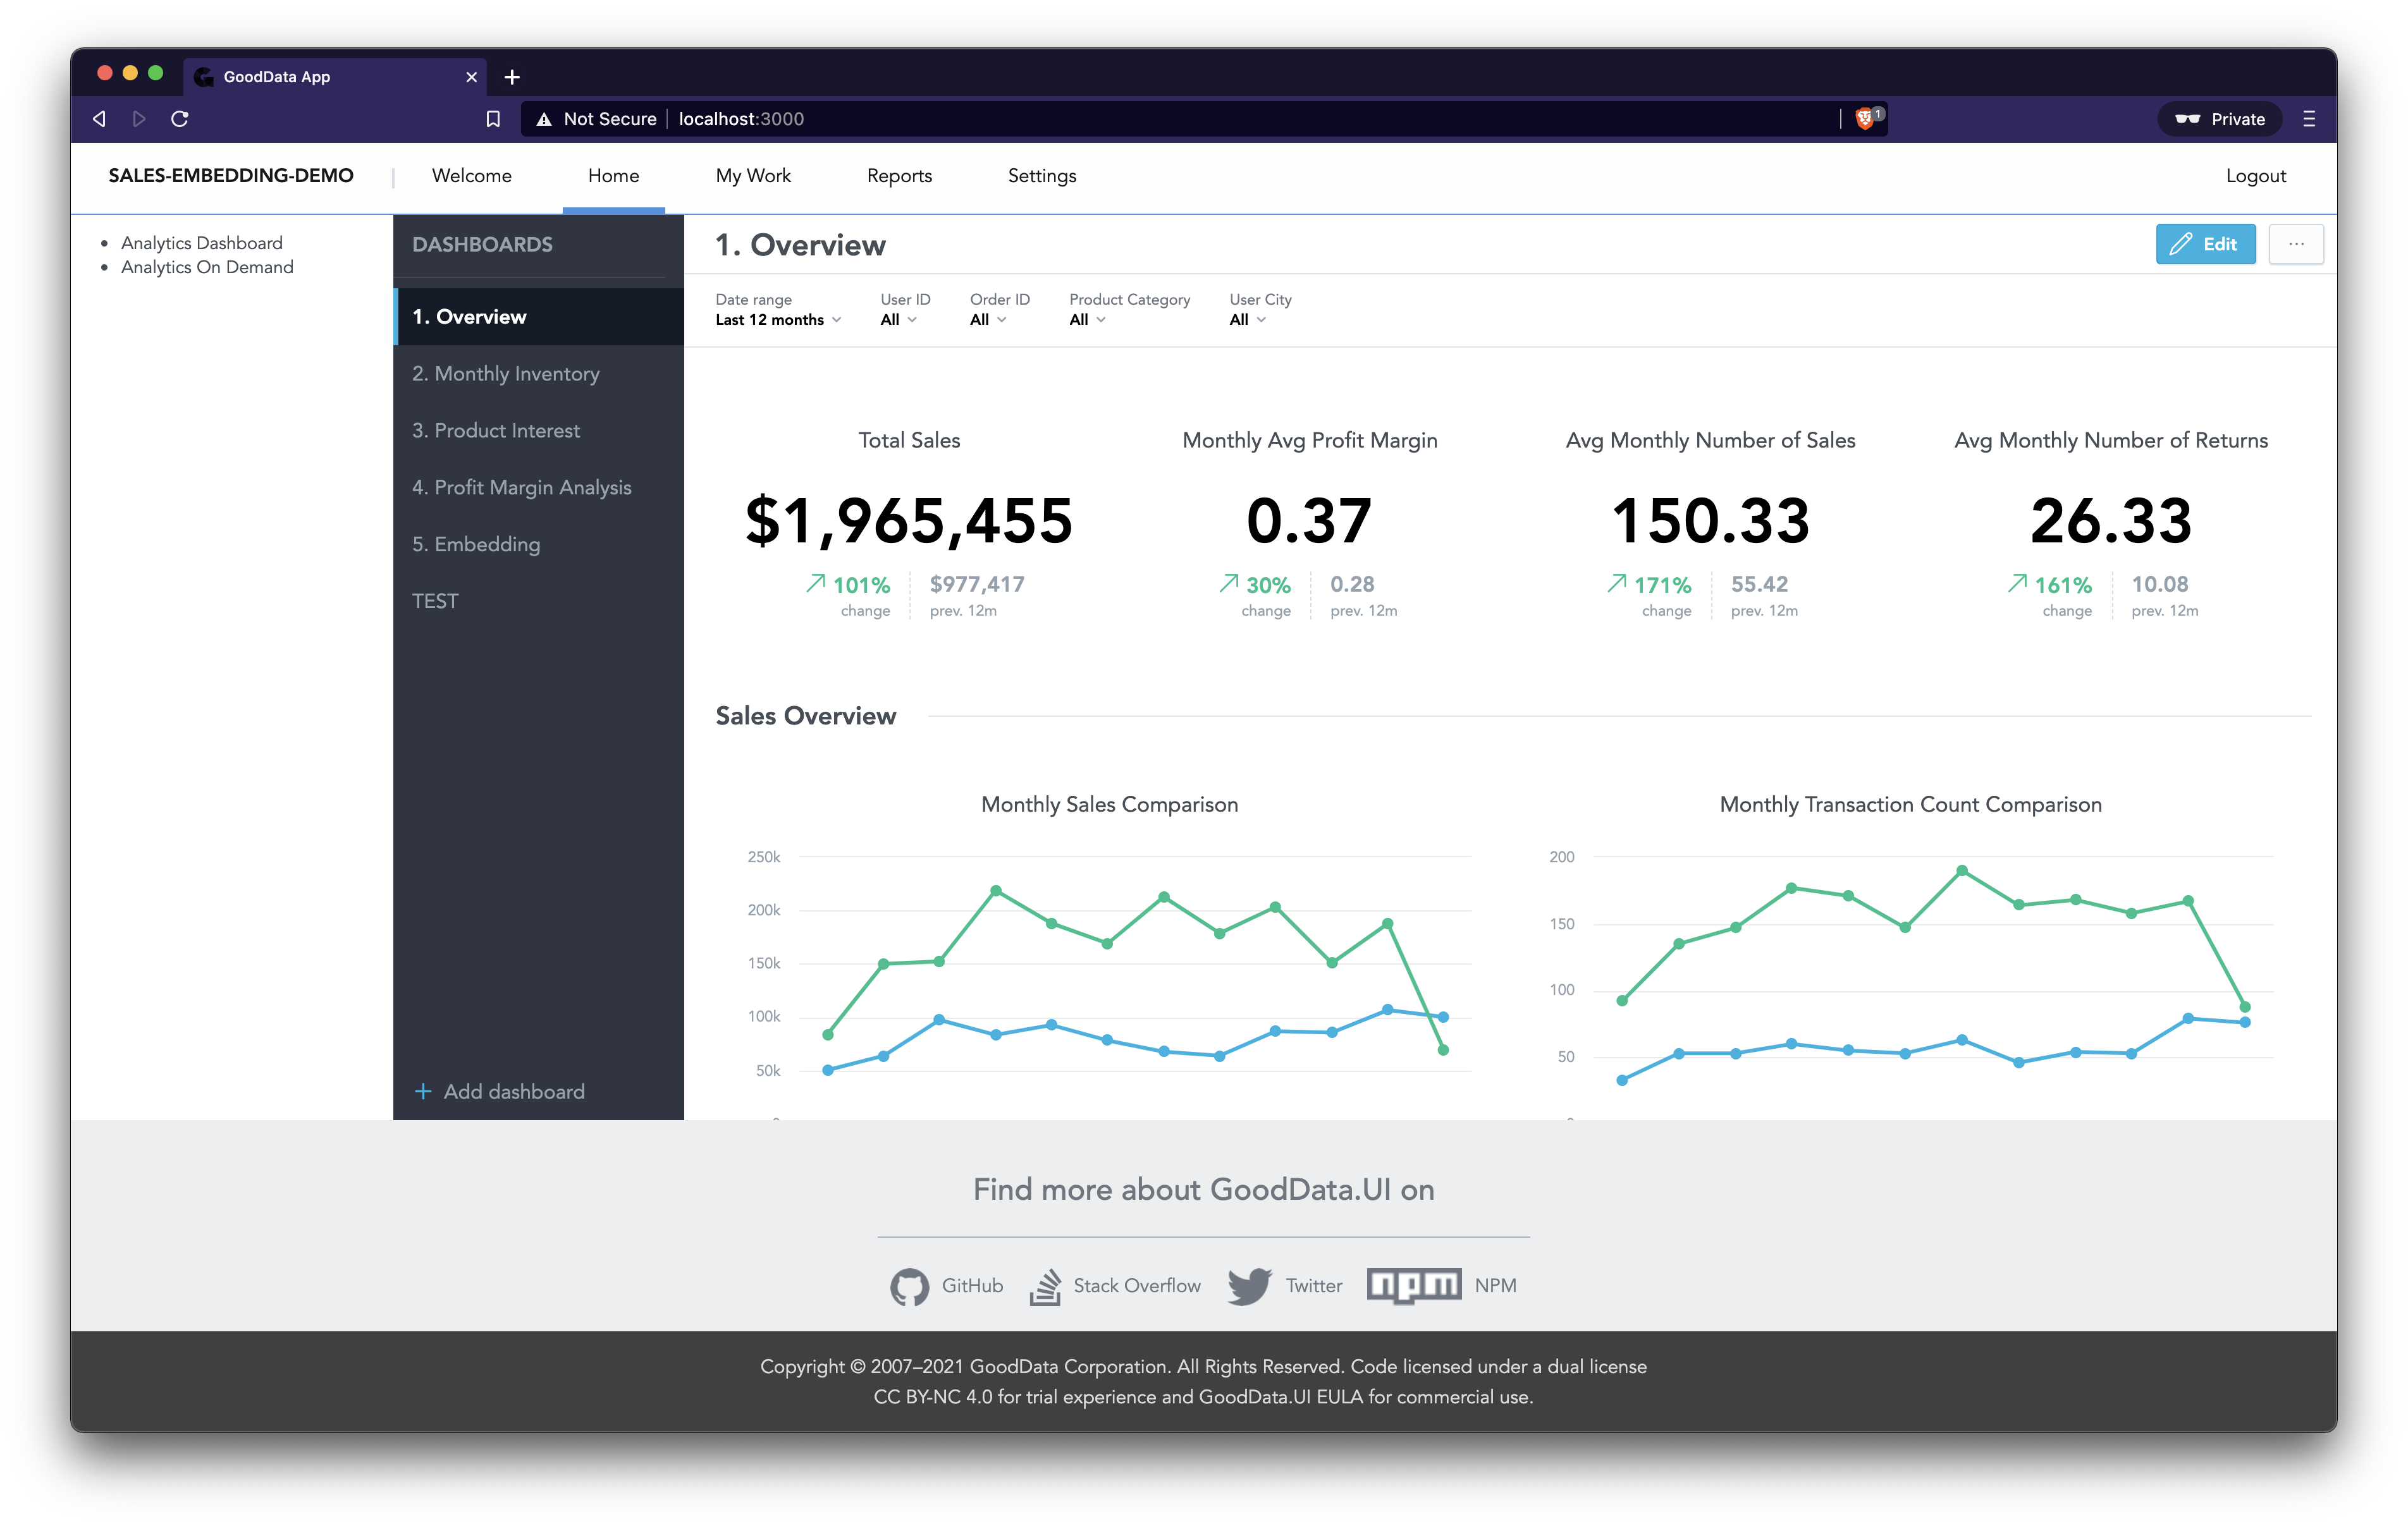 GoodData App
Not Secure localhost:3000 1 Private
SALES-EMBEDDING-DEMO Welcome Home My Work Reports Settings Logout
Analytics Dashboard
Analytics On Demand
DASHBOARDS
1. Overview
2. Monthly Inventory
3. Product Interest
4. Profit Margin Analysis
5. Embedding
TEST
+ Add dashboard
1. Overview
Edit
...
Date range User ID Order ID Product Category User City
Last 12 months All All All All
Total Sales
$1,965,455
101% $977,417
change prev. 12m
Monthly Avg Profit Margin
0.37
30% 0.28
change prev. 12m
Avg Monthly Number of Sales
150.33
171% 55.42
change prev. 12m
Avg Monthly Number of Returns
26.33
161% 10.08
change prev. 12m
Sales Overview
Monthly Sales Comparison
250k
200k
150k
100k
50k
Monthly Transaction Count Comparison
200
150
100
50
Find more about GoodData.UI on
GitHub Stack Overflow Twitter npm NPM
Copyright © 2007–2021 GoodData Corporation. All Rights Reserved. Code licensed under a dual license
CC BY-NC 4.0 for trial experience and GoodData.UI EULA for commercial use.